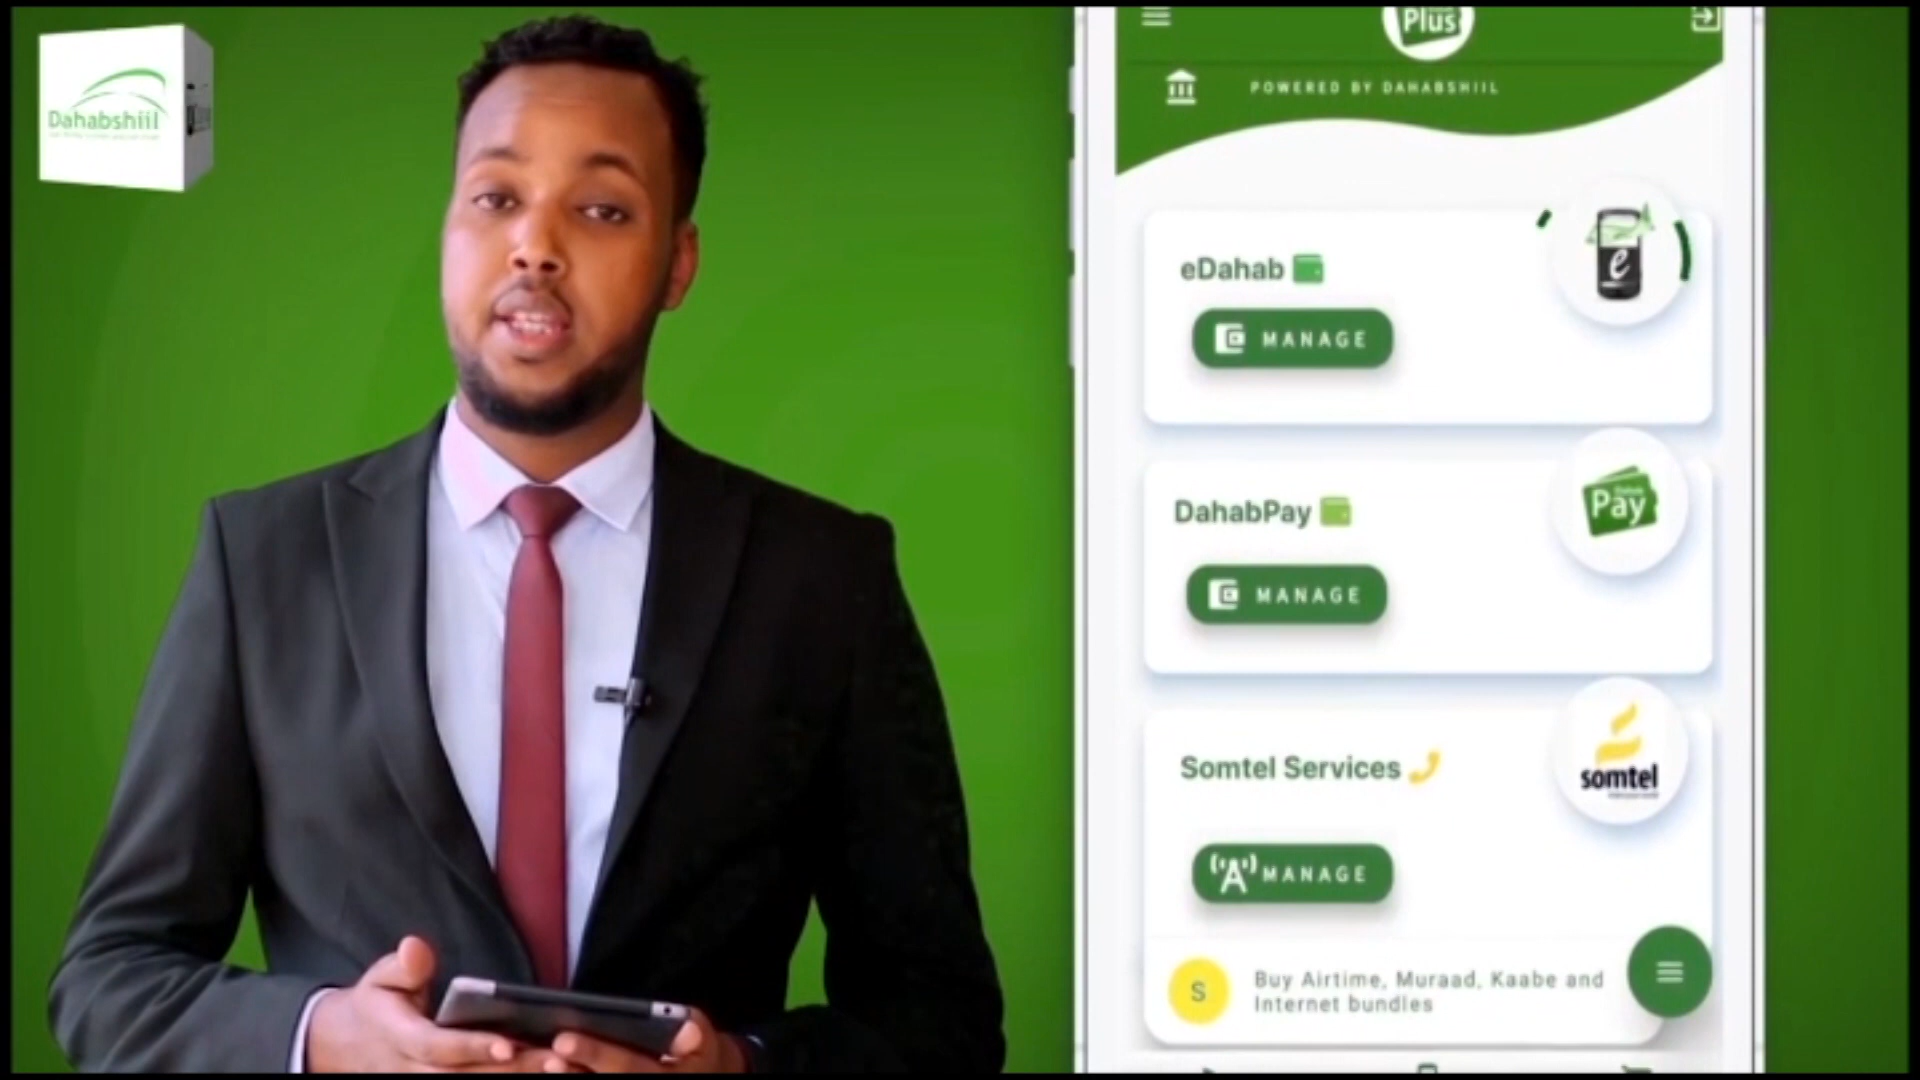 Dahabshiil
Plus
POWERED BY DAHABSHIIL
eDahab
e
MANAGE
DahabPay
Pay
MANAGE
Somtel Services
somtel
MANAGE
S
Buy Airtime, Muraad, Kaabe and
Internet bundles